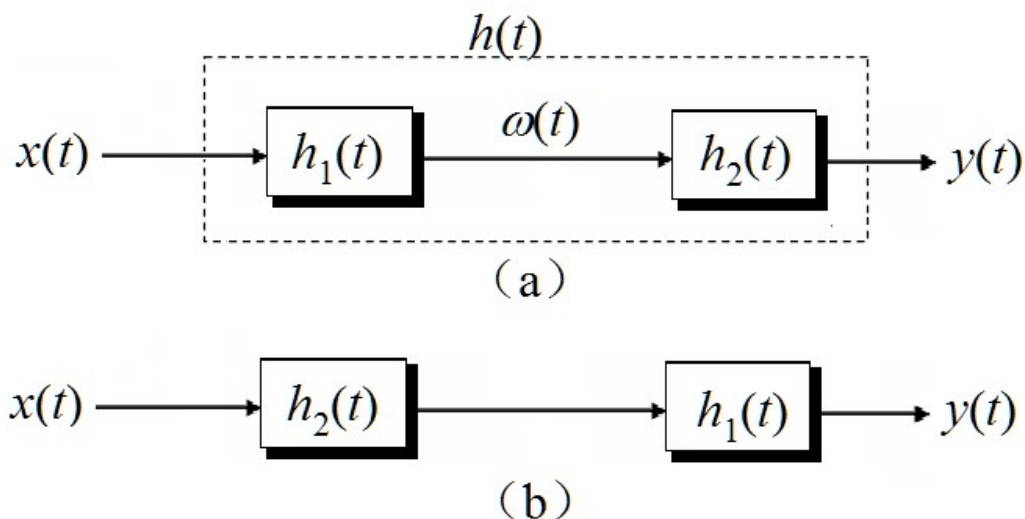 h(t)
x(t) h₁(t) ω(t) h₂(t) y(t)
（a）
x(t) h₂(t) h₁(t) y(t)
（b）